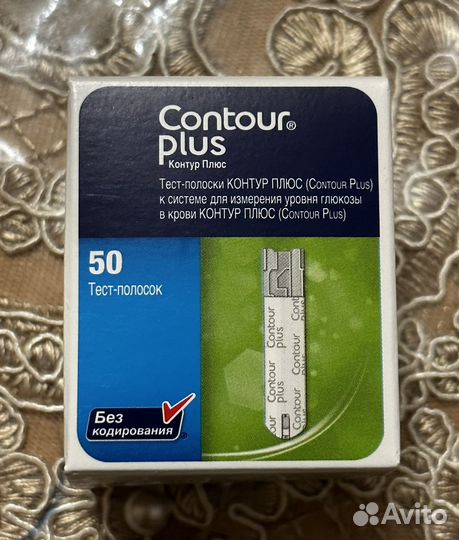 Contour®
plus
Контур Плюс
Тест-полоски КОНТУР ПЛЮС (CONTOUR PLUS)
к системе для измерения уровня глюкозы
в крови КОНТУР ПЛЮС (CONTOUR PLUS)
50
Тест-полосок
Contour
plus
Contour
plus
Без
кодирования
Avito